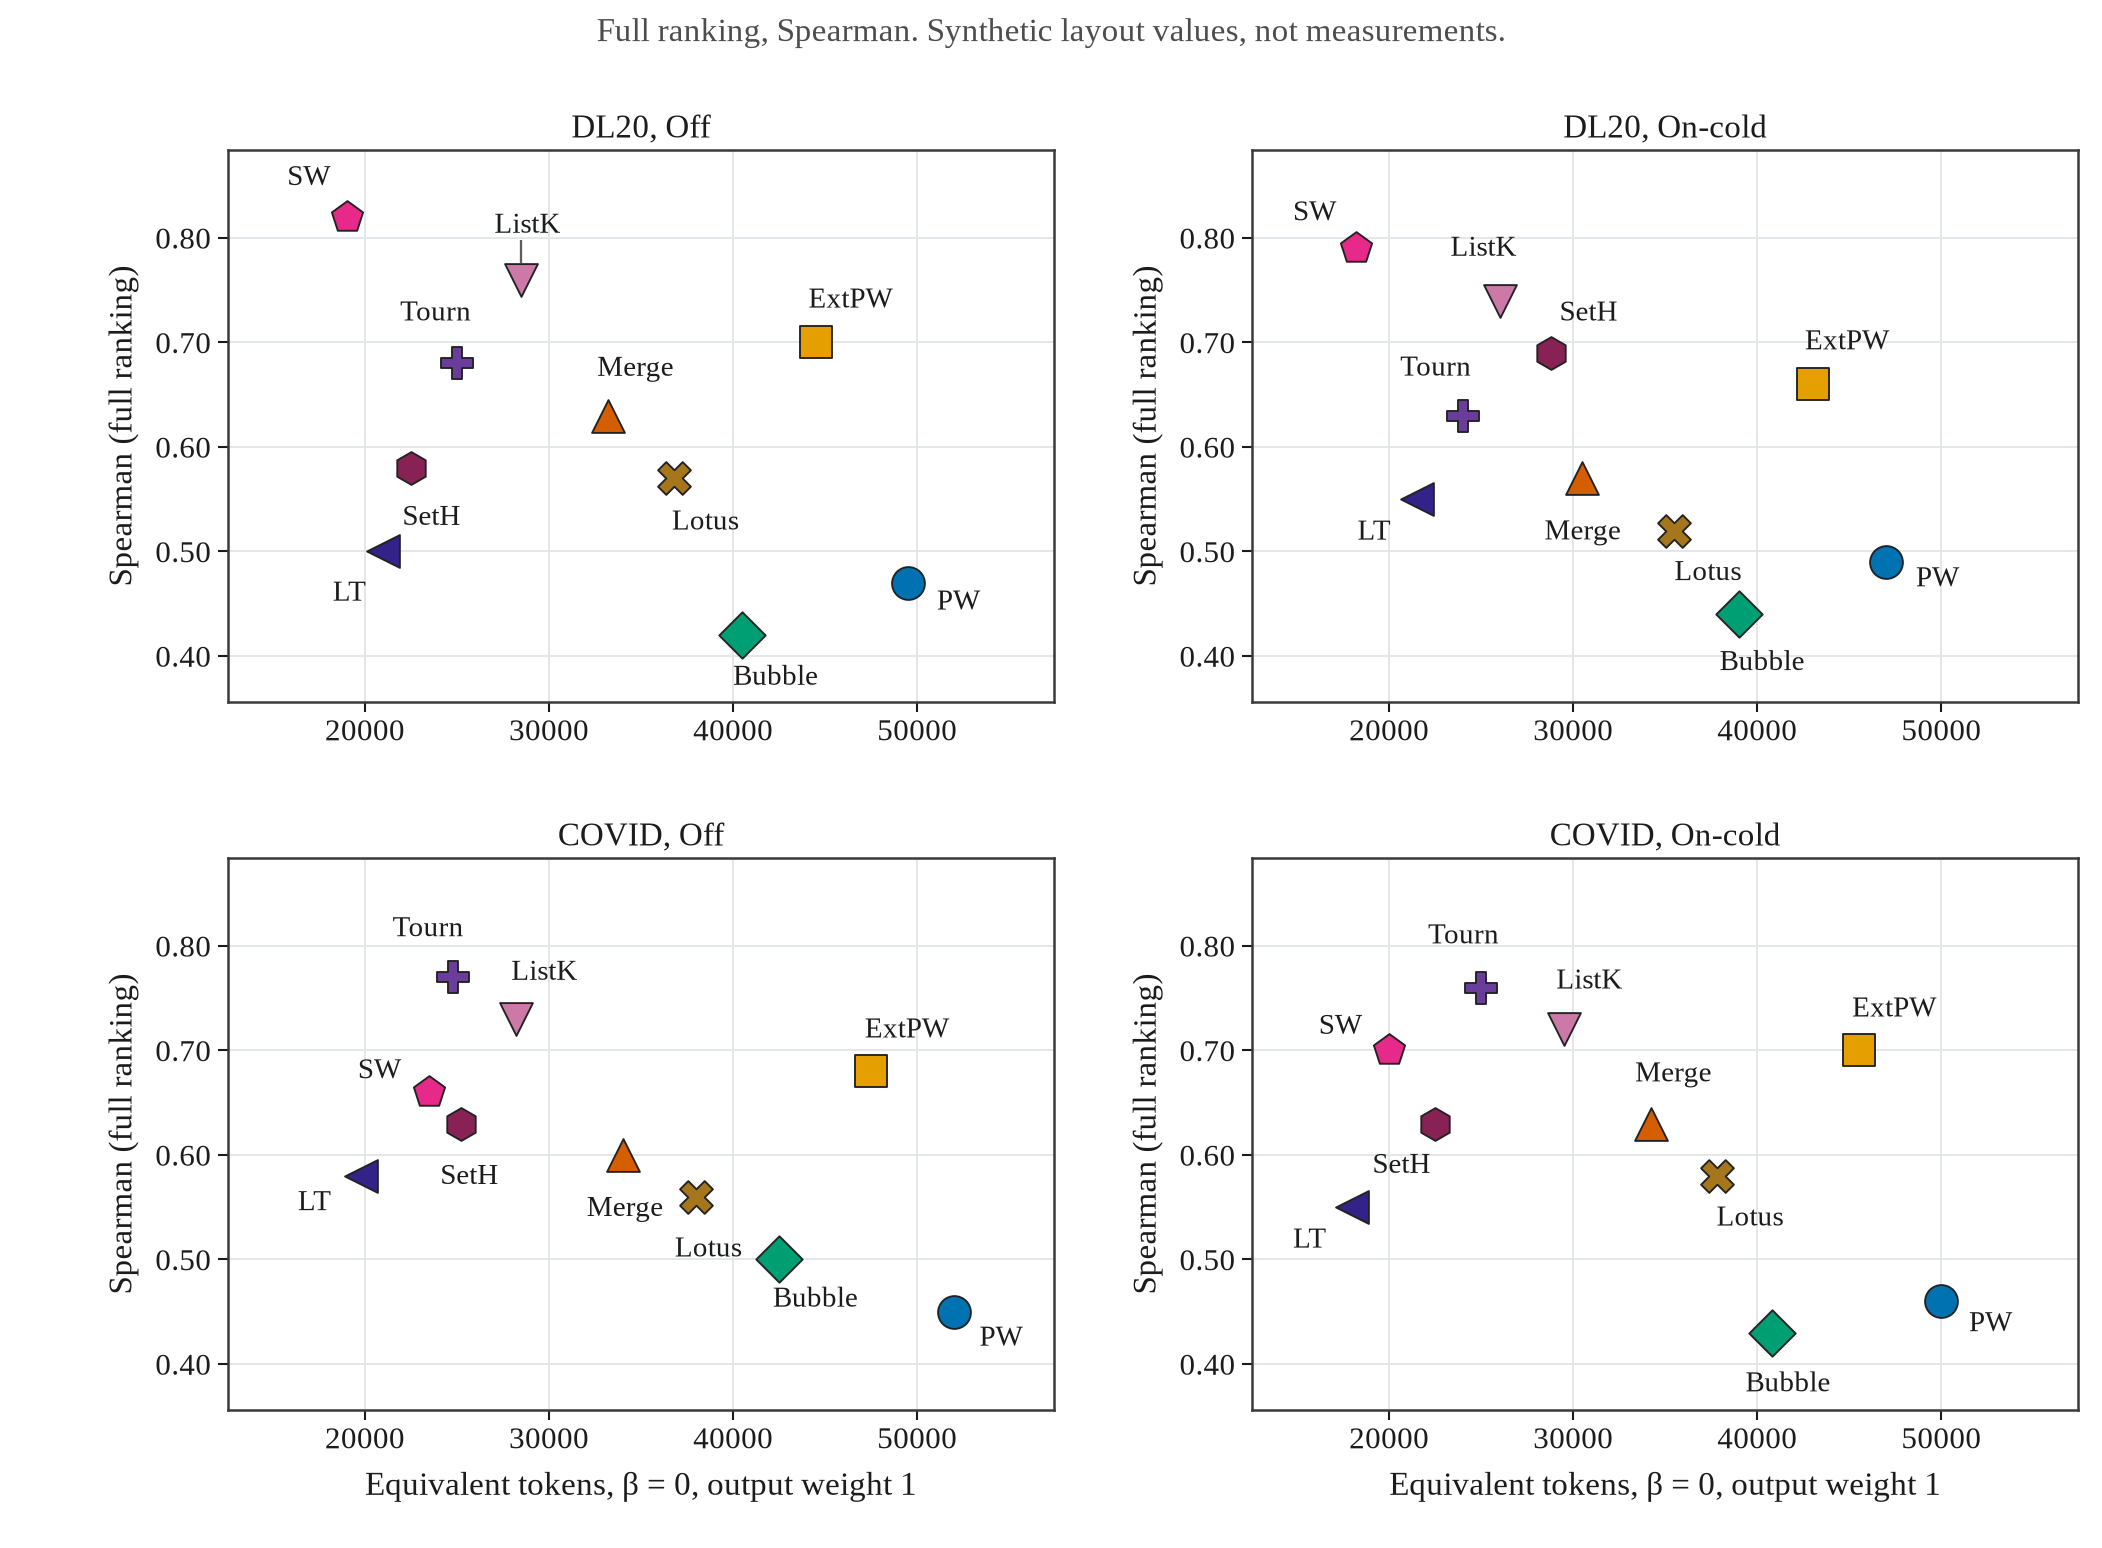 Full ranking, Spearman. Synthetic layout values, not measurements.
DL20, Off
Spearman (full ranking)
0.80
0.70
0.60
0.50
0.40
SW
ListK
ExtPW
Tourn
Merge
SetH
Lotus
LT
PW
Bubble
20000 30000 40000 50000
DL20, On-cold
Spearman (full ranking)
0.80
0.70
0.60
0.50
0.40
SW
ListK
SetH
ExtPW
Tourn
LT
Merge
Lotus
PW
Bubble
20000 30000 40000 50000
COVID, Off
Spearman (full ranking)
0.80
0.70
0.60
0.50
0.40
Tourn
ListK
ExtPW
SW
SetH
LT
Merge
Lotus
Bubble
PW
20000 30000 40000 50000
Equivalent tokens, β = 0, output weight 1
COVID, On-cold
Spearman (full ranking)
0.80
0.70
0.60
0.50
0.40
Tourn
ListK
ExtPW
SW
Merge
SetH
Lotus
LT
PW
Bubble
20000 30000 40000 50000
Equivalent tokens, β = 0, output weight 1